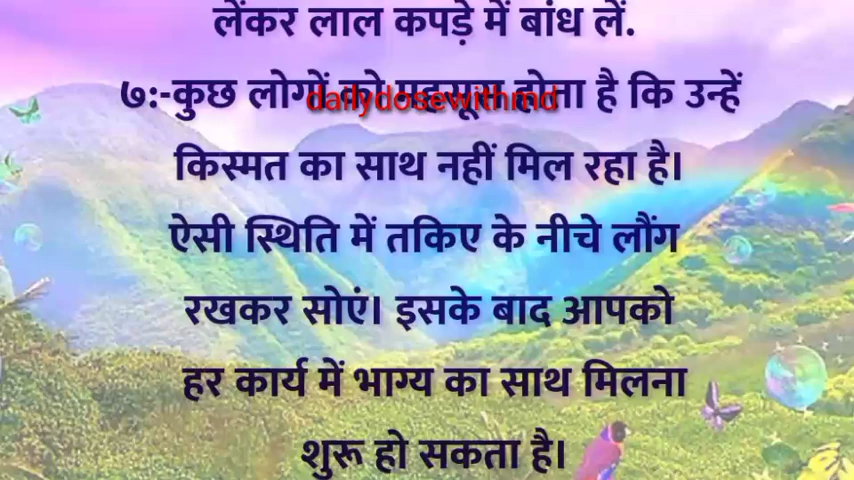 लेंकर लाल कपड़े में बांध लें.
७:-कुछ लोगों को महसूस होता है कि उन्हें
dailydosewithmd
किस्मत का साथ नहीं मिल रहा है।
ऐसी स्थिति में तकिए के नीचे लौंग
रखकर सोएं। इसके बाद आपको
हर कार्य में भाग्य का साथ मिलना
शुरू हो सकता है।